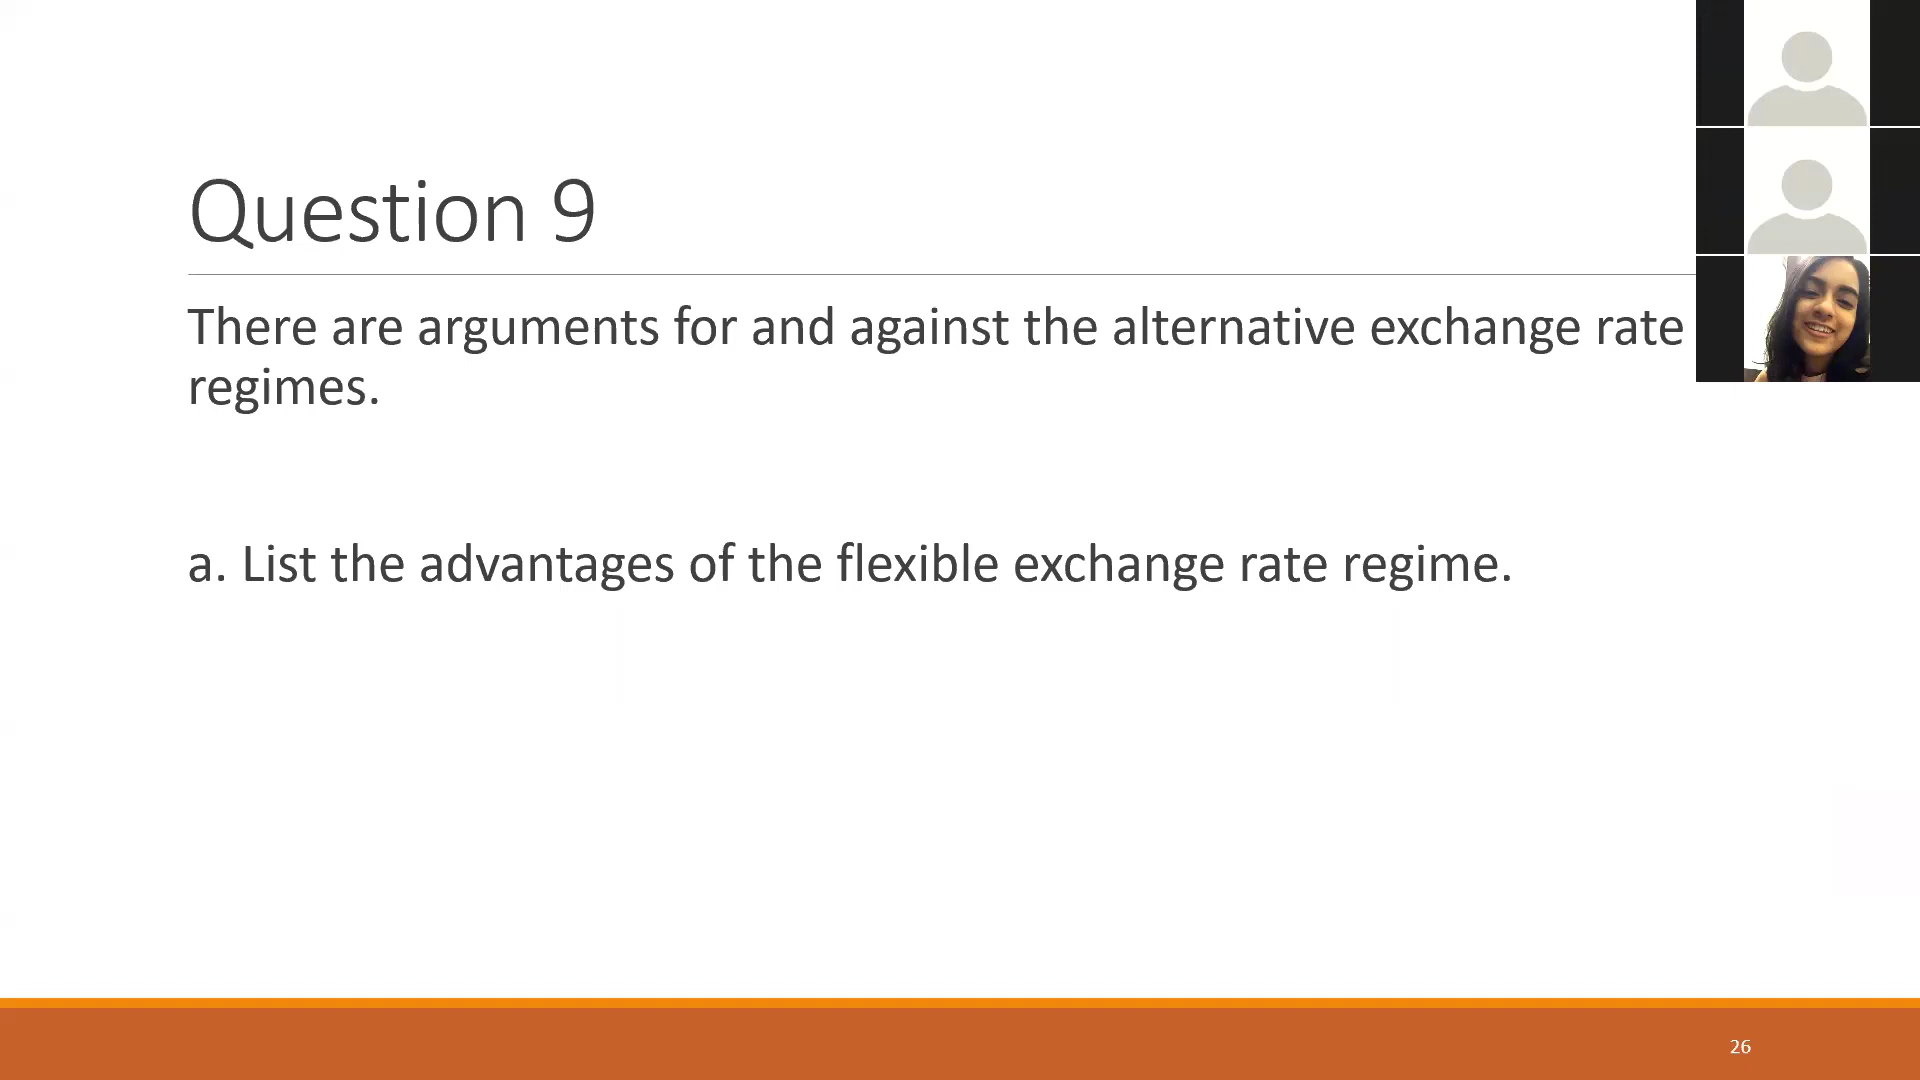 Question 9
There are arguments for and against the alternative exchange rate
regimes.
a. List the advantages of the flexible exchange rate regime.
26